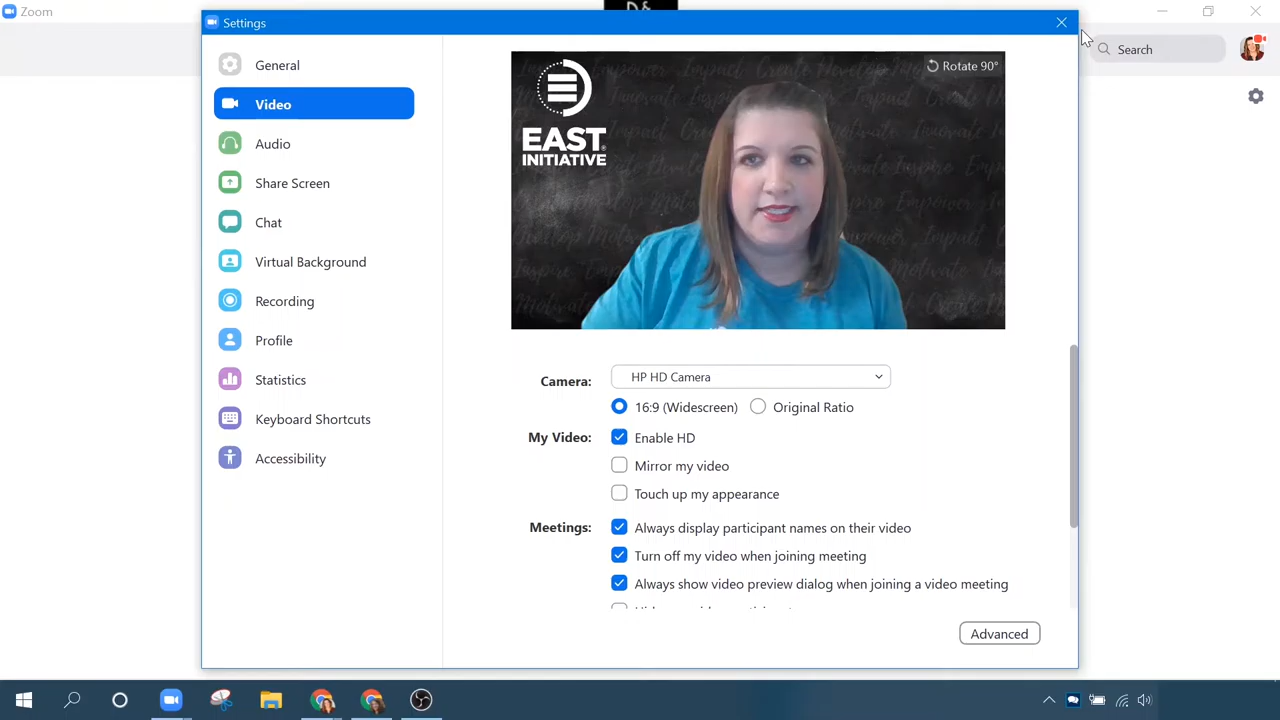 Zoom
Settings
Search
General
Video
Audio
Share Screen
Chat
Virtual Background
Recording
Profile
Statistics
Keyboard Shortcuts
Accessibility
Rotate 90°
EAST®
INITIATIVE
Camera: HP HD Camera
16:9 (Widescreen) Original Ratio
My Video: Enable HD
Mirror my video
Touch up my appearance
Meetings: Always display participant names on their video
Turn off my video when joining meeting
Always show video preview dialog when joining a video meeting
Advanced